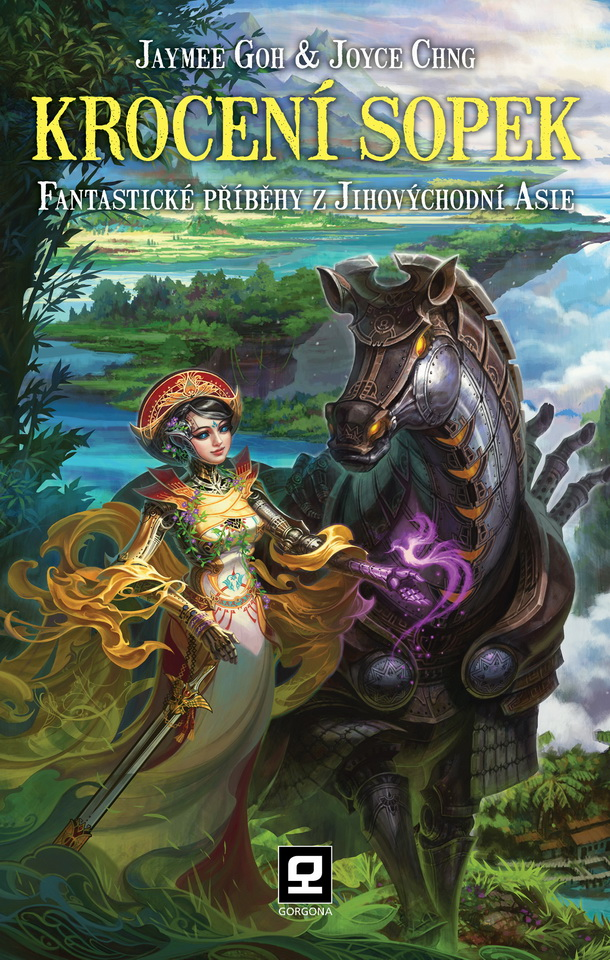 Jaymee Goh & Joyce Chng
KROCENÍ SOPEK
Fantastické příběhy z Jihovýchodní Asie
GORGONA